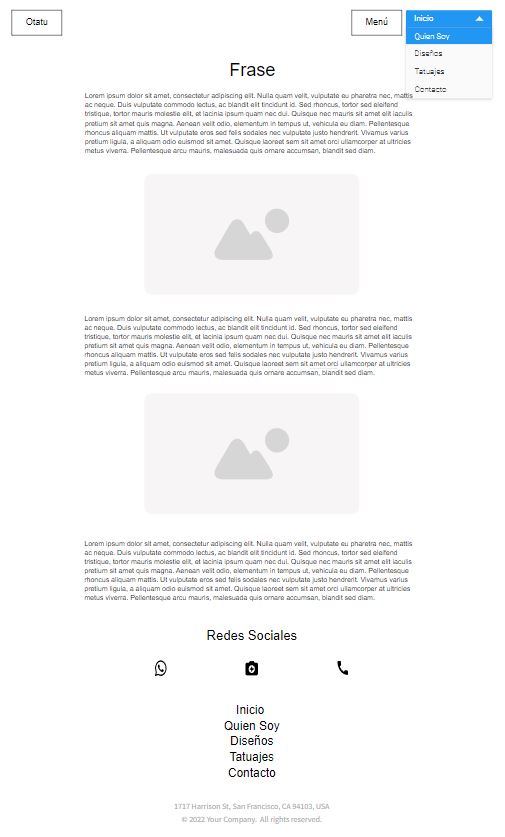 Otatu
Menú
Inicio
Quien Soy
Diseños
Tatuajes
Contacto
Frase
Lorem ipsum dolor sit amet, consectetur adipiscing elit. Nulla quam velit, vulputate eu pharetra nec, mattis
ac neque. Duis vulputate commodo lectus, ac blandit elit tincidunt id. Sed rhoncus, tortor sed eleifend
tristique, tortor mauris molestie elit, et lacinia ipsum quam nec dui. Quisque nec mauris sit amet elit iaculis
pretium sit amet quis magna. Aenean velit odio, elementum in tempus ut, vehicula eu diam. Pellentesque
rhoncus aliquam mattis. Ut vulputate eros sed felis sodales nec vulputate justo hendrerit. Vivamus varius
pretium ligula, a aliquam odio euismod sit amet. Quisque laoreet sem sit amet orci ullamcorper at ultricies
metus viverra. Pellentesque arcu mauris, malesuada quis ornare accumsan, blandit sed diam.
Lorem ipsum dolor sit amet, consectetur adipiscing elit. Nulla quam velit, vulputate eu pharetra nec, mattis
ac neque. Duis vulputate commodo lectus, ac blandit elit tincidunt id. Sed rhoncus, tortor sed eleifend
tristique, tortor mauris molestie elit, et lacinia ipsum quam nec dui. Quisque nec mauris sit amet elit iaculis
pretium sit amet quis magna. Aenean velit odio, elementum in tempus ut, vehicula eu diam. Pellentesque
rhoncus aliquam mattis. Ut vulputate eros sed felis sodales nec vulputate justo hendrerit. Vivamus varius
pretium ligula, a aliquam odio euismod sit amet. Quisque laoreet sem sit amet orci ullamcorper at ultricies
metus viverra. Pellentesque arcu mauris, malesuada quis ornare accumsan, blandit sed diam.
Lorem ipsum dolor sit amet, consectetur adipiscing elit. Nulla quam velit, vulputate eu pharetra nec, mattis
ac neque. Duis vulputate commodo lectus, ac blandit elit tincidunt id. Sed rhoncus, tortor sed eleifend
tristique, tortor mauris molestie elit, et lacinia ipsum quam nec dui. Quisque nec mauris sit amet elit iaculis
pretium sit amet quis magna. Aenean velit odio, elementum in tempus ut, vehicula eu diam. Pellentesque
rhoncus aliquam mattis. Ut vulputate eros sed felis sodales nec vulputate justo hendrerit. Vivamus varius
pretium ligula, a aliquam odio euismod sit amet. Quisque laoreet sem sit amet orci ullamcorper at ultricies
metus viverra. Pellentesque arcu mauris, malesuada quis ornare accumsan, blandit sed diam.
Redes Sociales
Inicio
Quien Soy
Diseños
Tatuajes
Contacto
1717 Harrison St, San Francisco, CA 94103, USA
© 2022 Your Company. All rights reserved.